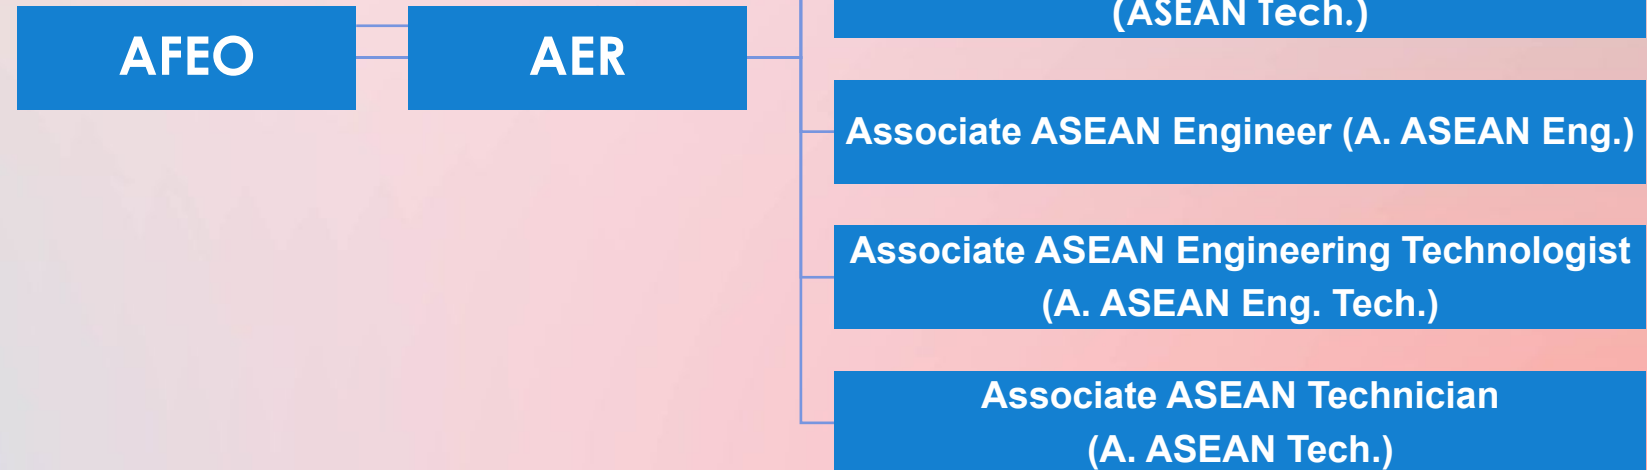 AFEO
AER
(ASEAN Tech.)
Associate ASEAN Engineer (A. ASEAN Eng.)
Associate ASEAN Engineering Technologist
(A. ASEAN Eng. Tech.)
Associate ASEAN Technician
(A. ASEAN Tech.)